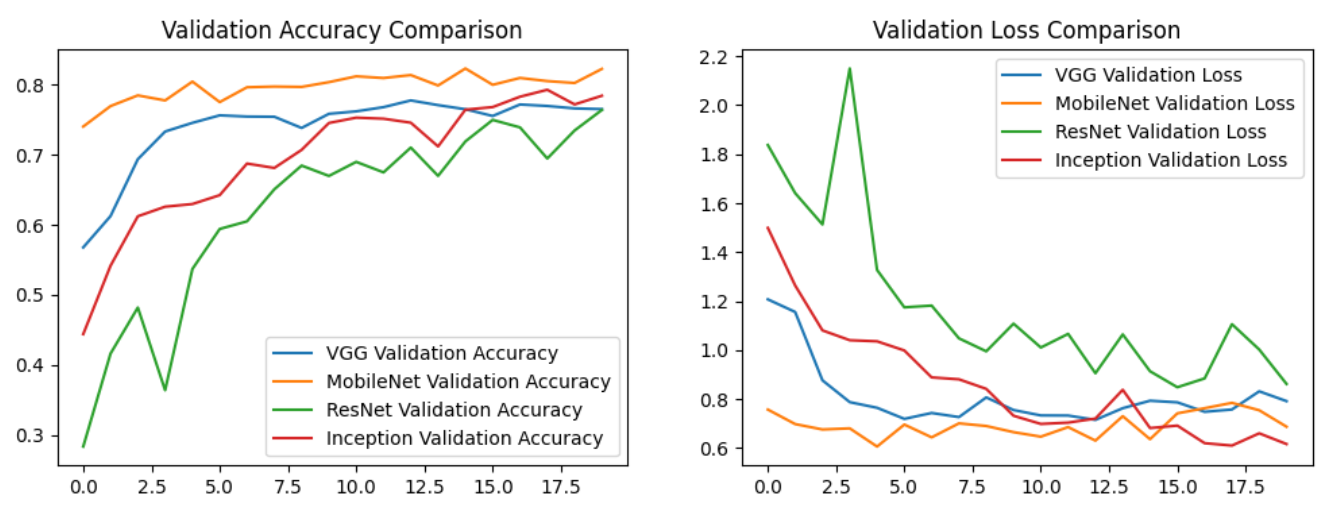 Validation Accuracy Comparison
0.8
0.7
0.6
0.5
0.4
0.3
VGG Validation Accuracy
MobileNet Validation Accuracy
ResNet Validation Accuracy
Inception Validation Accuracy
0.0 2.5 5.0 7.5 10.0 12.5 15.0 17.5
Validation Loss Comparison
2.2
2.0
1.8
1.6
1.4
1.2
1.0
0.8
0.6
VGG Validation Loss
MobileNet Validation Loss
ResNet Validation Loss
Inception Validation Loss
0.0 2.5 5.0 7.5 10.0 12.5 15.0 17.5